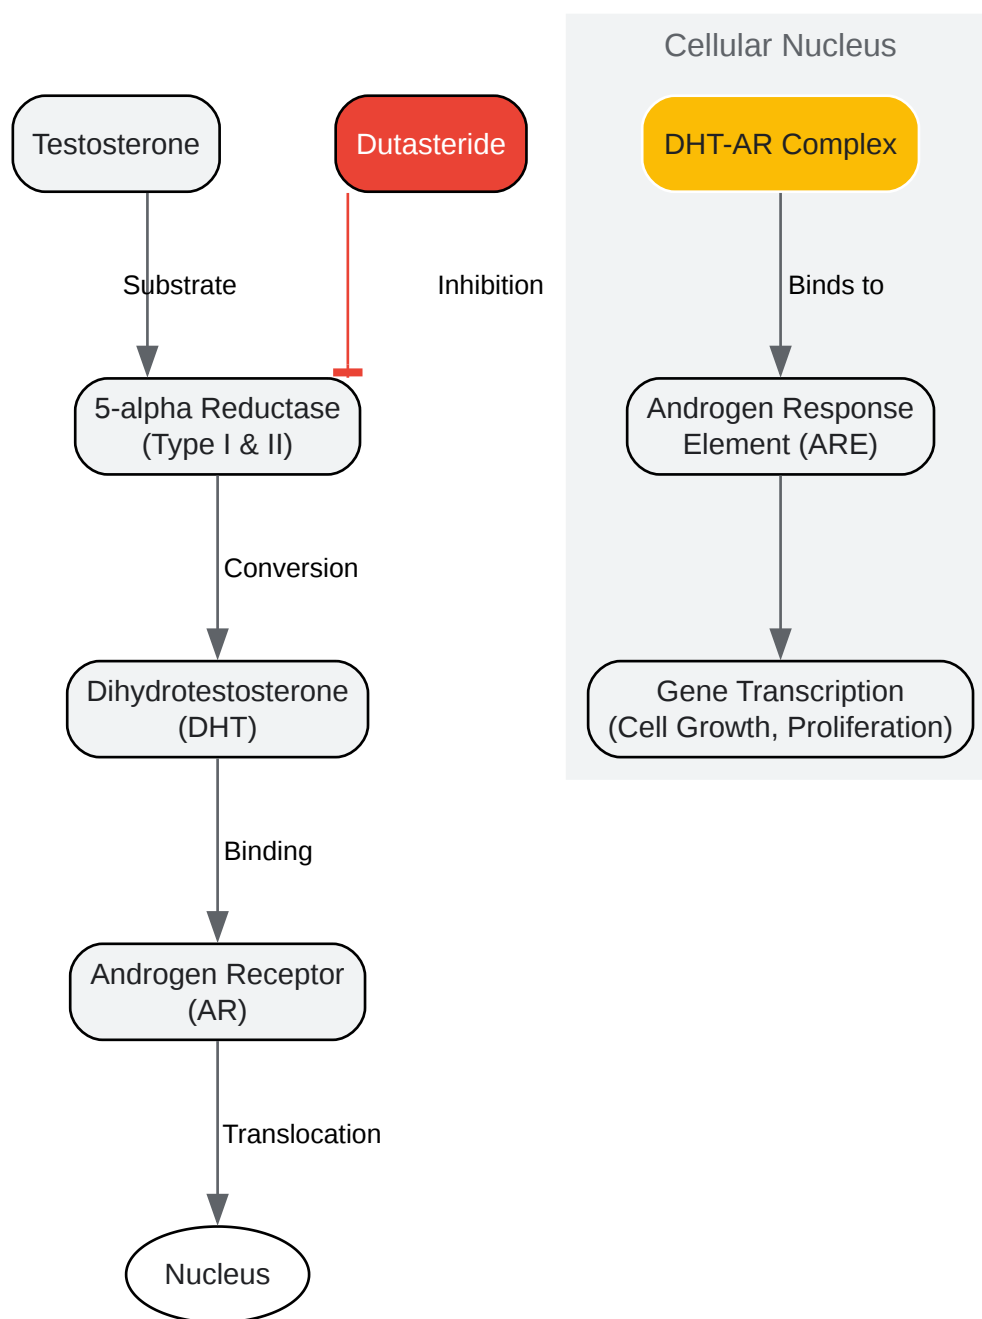 Cellular Nucleus
Testosterone
Dutasteride
DHT-AR Complex
Substrate
Inhibition
Binds to
5-alpha Reductase
(Type I & II)
Androgen Response
Element (ARE)
Conversion
Dihydrotestosterone
(DHT)
Gene Transcription
(Cell Growth, Proliferation)
Binding
Androgen Receptor
(AR)
Translocation
Nucleus